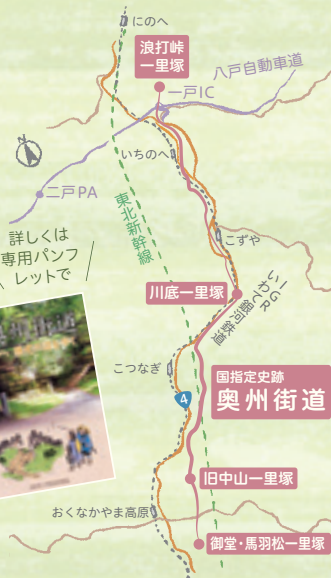 にのへ
浪打峠
一里塚
八戸自動車道
一戸IC
いちのへ
二戸PA
東北新幹線
詳しくは
専用パンフ
レットで
こずや
川底一里塚
IGR
いわて銀河鉄道
こつなぎ
4
国指定史跡
奥州街道
旧中山一里塚
おくなかやま高原
御堂・馬羽松一里塚